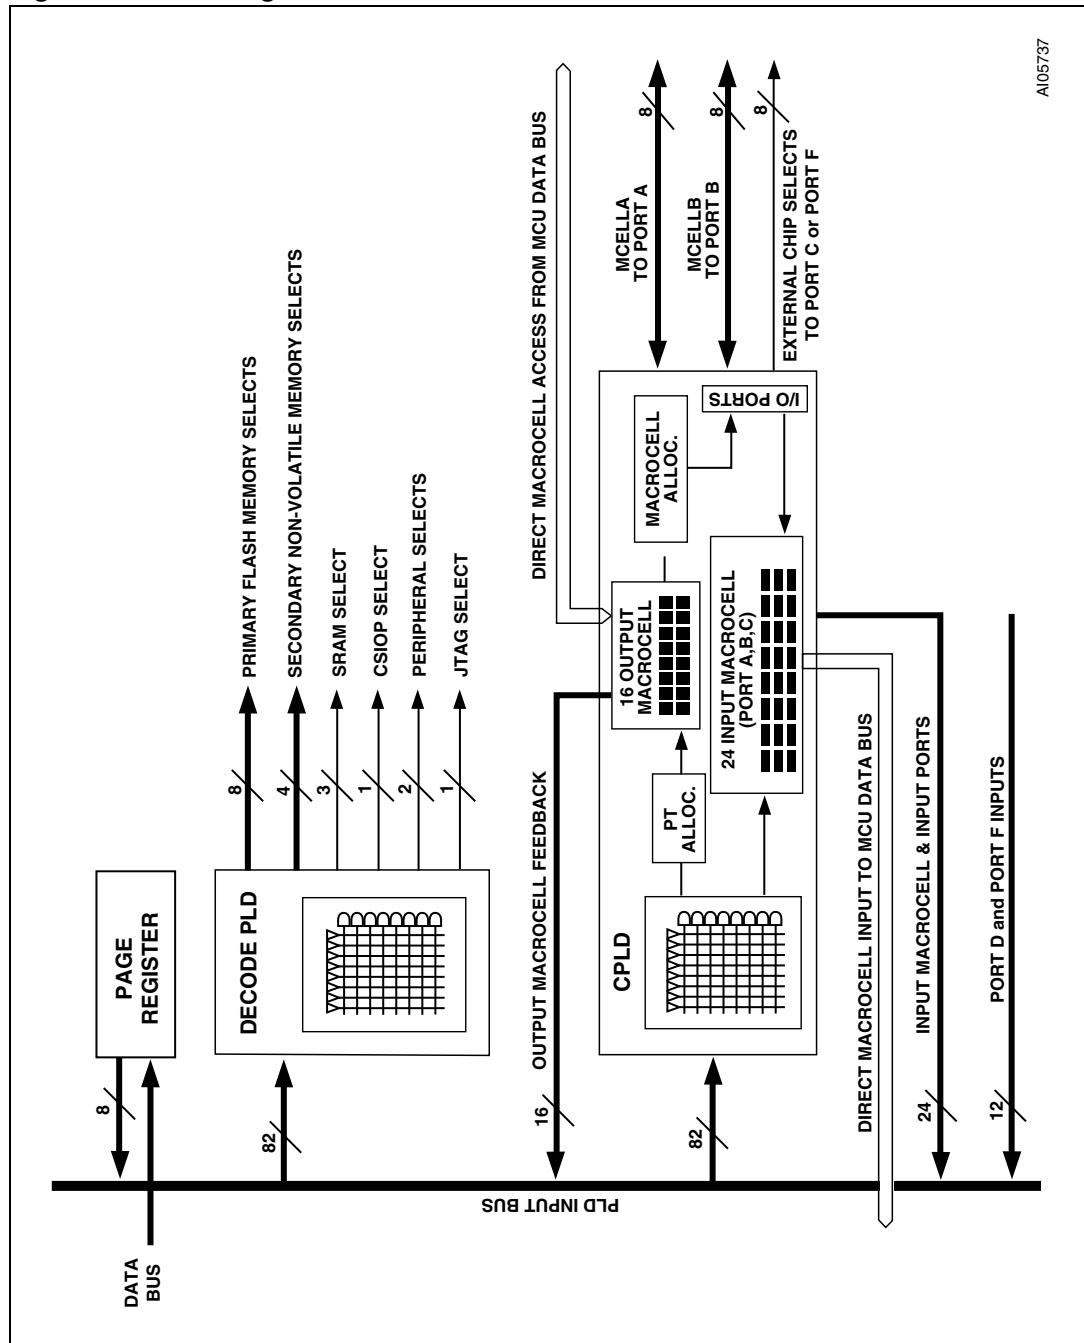 DATA
BUS
8
PAGE
REGISTER
82
DECODE PLD
8
PRIMARY FLASH MEMORY SELECTS
4
SECONDARY NON-VOLATILE MEMORY SELECTS
3
SRAM SELECT
1
CSIOP SELECT
2
PERIPHERAL SELECTS
1
JTAG SELECT
PLD INPUT BUS
16
OUTPUT MACROCELL FEEDBACK
DIRECT MACROCELL ACCESS FROM MCU DATA BUS
82
CPLD
PT
ALLOC.
16 OUTPUT
MACROCELL
MACROCELL
ALLOC.
24 INPUT MACROCELL
(PORT A,B,C)
I/O PORTS
MCELLA
TO PORT A
8
MCELLB
TO PORT B
8
EXTERNAL CHIP SELECTS
TO PORT C or PORT F
8
DIRECT MACROCELL INPUT TO MCU DATA BUS
24
INPUT MACROCELL & INPUT PORTS
12
PORT D and PORT F INPUTS
AI05737